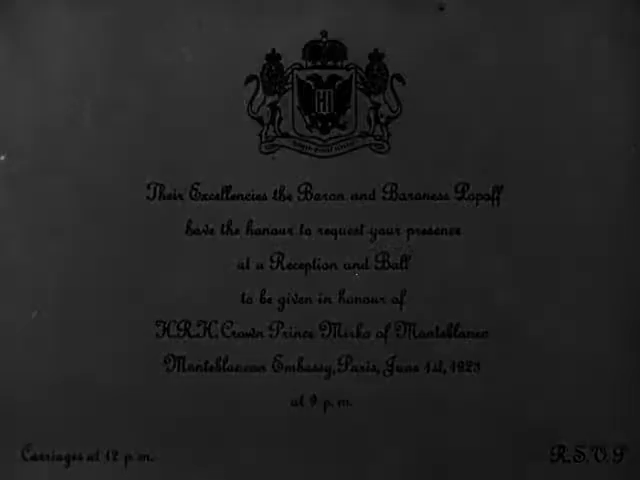 Their Excellencies the Baron and Baroness Popoff
have the honour to request your presence
at a Reception and Ball
to be given in honour of
H.R.H. Crown Prince Mirko of Monteblanco
Monteblancan Embassy, Paris, June 1st, 1923
at 9 p.m.
Carriages at 12 p.m.
R.S.V.P